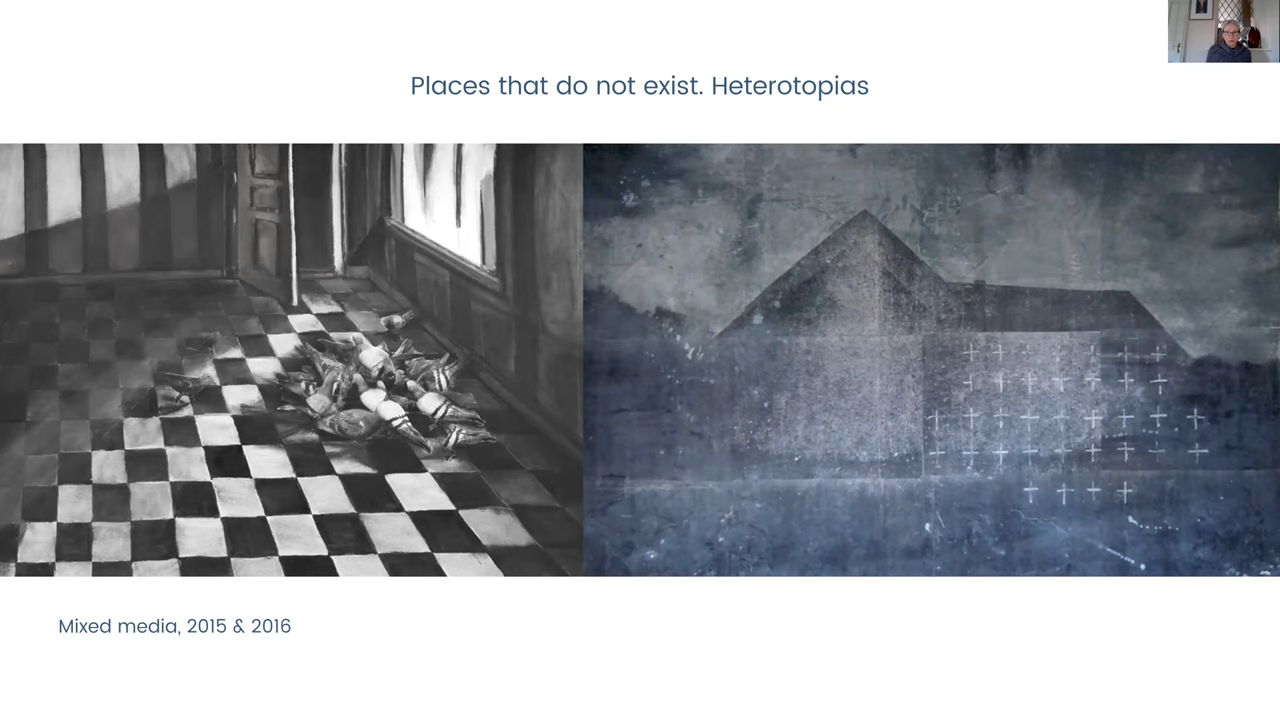 Places that do not exist. Heterotopias
Mixed media, 2015 & 2016